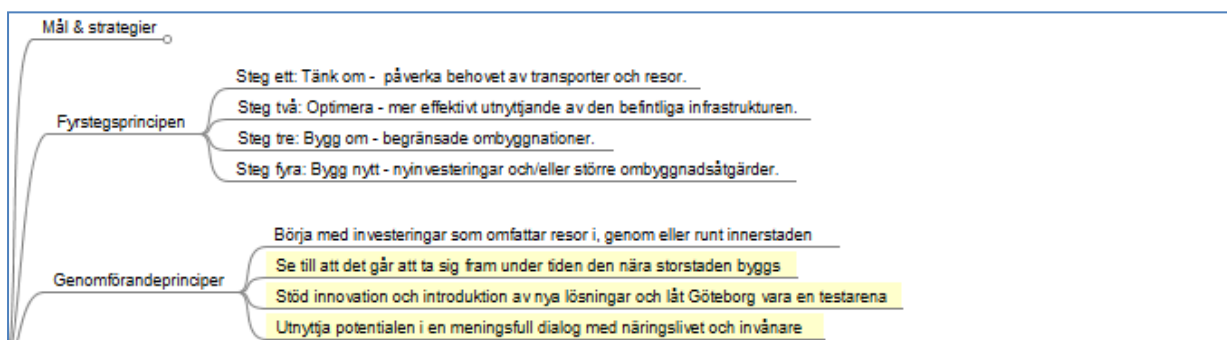 Mål & strategier
Steg ett: Tänk om - påverka behovet av transporter och resor.
Steg två: Optimera - mer effektivt utnyttjande av den befintliga infrastrukturen.
Fyrstegsprincipen
Steg tre: Bygg om - begränsade ombyggnationer.
Steg fyra: Bygg nytt - nyinvesteringar och/eller större ombyggnadsåtgärder.
Börja med investeringar som omfattar resor i, genom eller runt innerstaden
Se till att det går att ta sig fram under tiden den nära storstaden byggs
Genomförandeprinciper
Stöd innovation och introduktion av nya lösningar och låt Göteborg vara en testarena
Utnyttja potentialen i en meningsfull dialog med näringslivet och invånare